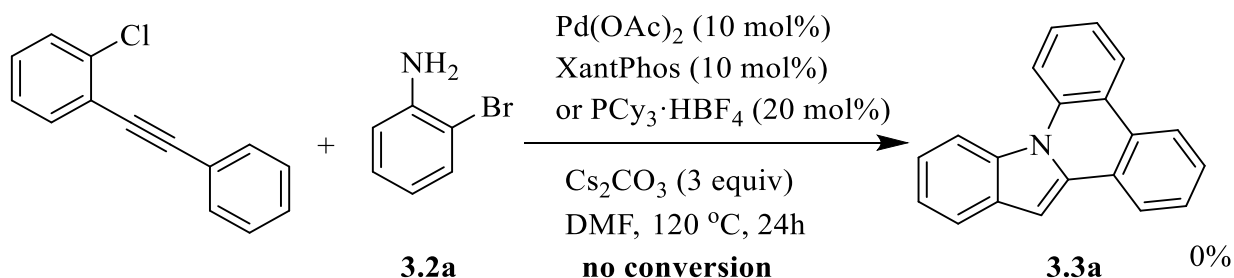 Cl
NH2
Br
+
Pd(OAc)2 (10 mol%)
XantPhos (10 mol%)
or PCy3·HBF4 (20 mol%)
Cs2CO3 (3 equiv)
DMF, 120 oC, 24h
no conversion
3.2a
N
3.3a
0%